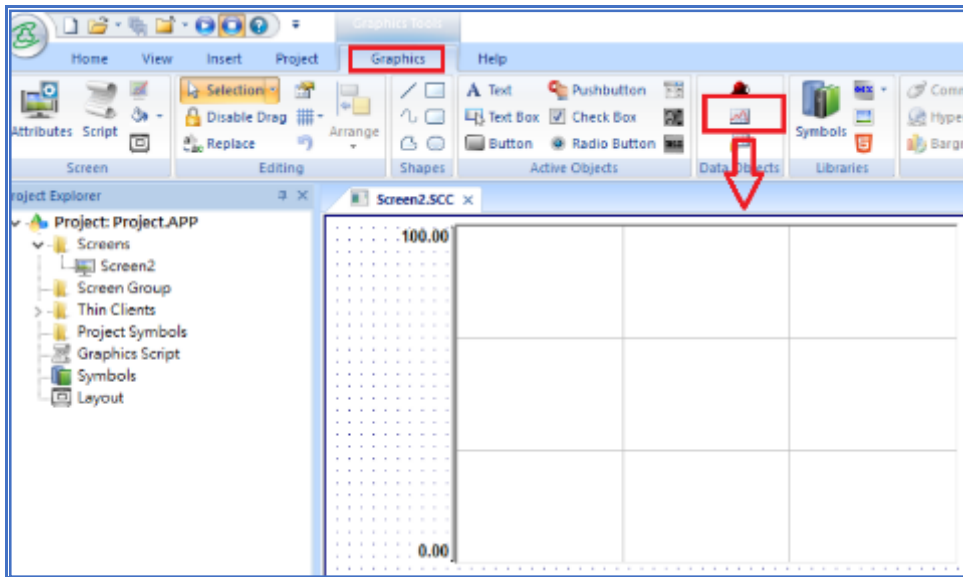 Graphics Tools
Home View Insert Project Graphics Help
Attributes Script
Selection
Disable Drag
Replace
Arrange
A Text Pushbutton
Text Box Check Box
Button Radio Button
Symbols
Screen Editing Shapes Active Objects Data Objects Libraries
roject Explorer
Screen2.SCC
Project: Project.APP
Screens
Screen2
Screen Group
Thin Clients
Project Symbols
Graphics Script
Symbols
Layout
100.00
0.00